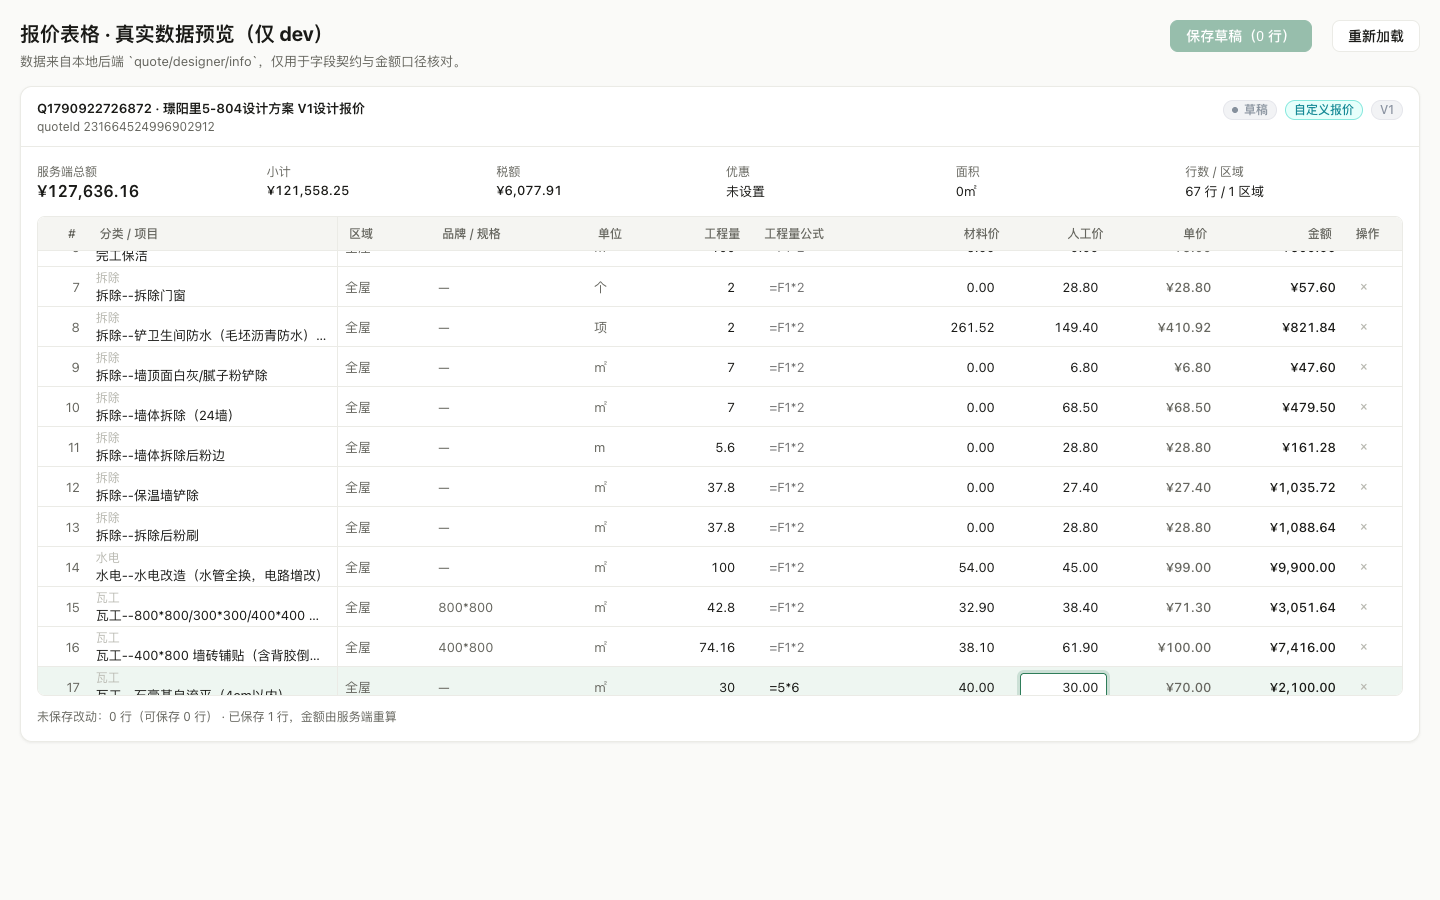 报价表格 · 真实数据预览（仅 dev）
保存草稿（0 行）
重新加载
数据来自本地后端 `quote/designer/info`，仅用于字段契约与金额口径核对。
Q1790922726872 · 璟阳里5-804设计方案 V1设计报价
草稿 自定义报价 V1
quoteId 231664524996902912
服务端总额 小计 税额 优惠 面积 行数 / 区域
¥127,636.16 ¥121,558.25 ¥6,077.91 未设置 0㎡ 67 行 / 1 区域
# 分类 / 项目 区域 品牌 / 规格 单位 工程量 工程量公式 材料价 人工价 单价 金额 操作
完工保洁
拆除
7 拆除--拆除门窗 全屋 — 个 2 =F1*2 0.00 28.80 ¥28.80 ¥57.60 ×
拆除
8 拆除--铲卫生间防水（毛坯沥青防水）... 全屋 — 项 2 =F1*2 261.52 149.40 ¥410.92 ¥821.84 ×
拆除
9 拆除--墙顶面白灰/腻子粉铲除 全屋 — ㎡ 7 =F1*2 0.00 6.80 ¥6.80 ¥47.60 ×
拆除
10 拆除--墙体拆除（24墙） 全屋 — ㎡ 7 =F1*2 0.00 68.50 ¥68.50 ¥479.50 ×
拆除
11 拆除--墙体拆除后粉边 全屋 — m 5.6 =F1*2 0.00 28.80 ¥28.80 ¥161.28 ×
拆除
12 拆除--保温墙铲除 全屋 — ㎡ 37.8 =F1*2 0.00 27.40 ¥27.40 ¥1,035.72 ×
拆除
13 拆除--拆除后粉刷 全屋 — ㎡ 37.8 =F1*2 0.00 28.80 ¥28.80 ¥1,088.64 ×
水电
14 水电--水电改造（水管全换，电路增改） 全屋 — ㎡ 100 =F1*2 54.00 45.00 ¥99.00 ¥9,900.00 ×
瓦工
15 瓦工--800*800/300*300/400*400 ... 全屋 800*800 ㎡ 42.8 =F1*2 32.90 38.40 ¥71.30 ¥3,051.64 ×
瓦工
16 瓦工--400*800 墙砖铺贴（含背胶倒... 全屋 400*800 ㎡ 74.16 =F1*2 38.10 61.90 ¥100.00 ¥7,416.00 ×
瓦工
17 瓦工--石膏基自流平（4cm以内） 全屋 — ㎡ 30 =5*6 40.00 30.00 ¥70.00 ¥2,100.00 ×
未保存改动：0 行（可保存 0 行） · 已保存 1 行，金额由服务端重算